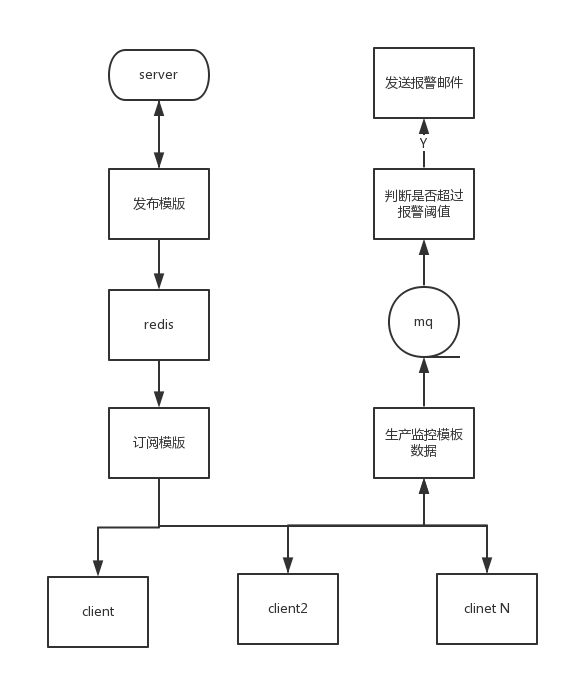 server
发布模版
redis
订阅模版
发送报警邮件
Y
判断是否超过
报警阈值
mq
生产监控模板
数据
client
client2
clinet N